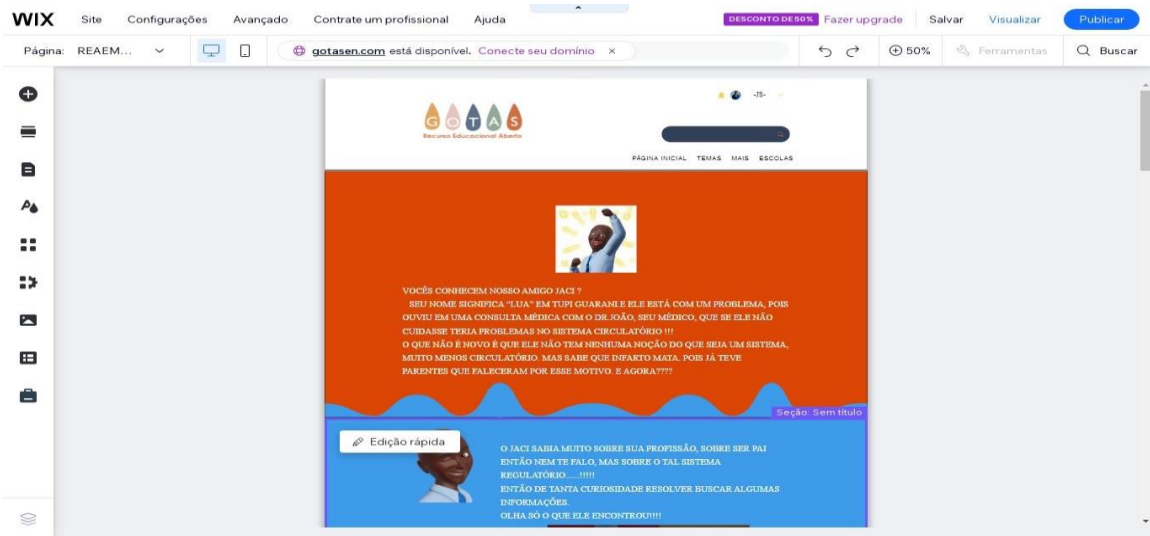 WIX Site Configurações Avançado Contrate um profissional Ajuda DESCONTO DE 50% Fazer upgrade Salvar Visualizar Publicar
Página: REAEM... gotasen.com está disponível. Conecte seu domínio × 50% Ferramentas Buscar
GOTAS
Recurso Educacional Aberto
PÁGINA INICIAL TEMAS MAIS ESCOLAS
VOCÊS CONHECEM NOSSO AMIGO JACI ?
SEU NOME SIGNIFICA “LUA” EM TUPI GUARANI.E ELE ESTÁ COM UM PROBLEMA, POIS
OUVIU EM UMA CONSULTA MÉDICA COM O DR.JOÃO, SEU MÉDICO, QUE SE ELE NÃO
CUIDASSE TERIA PROBLEMAS NO SISTEMA CIRCULATÓRIO !!!
O QUE NÃO É NOVO É QUE ELE NÃO TEM NENHUMA NOÇÃO DO QUE SEJA UM SISTEMA,
MUITO MENOS CIRCULATÓRIO. MAS SABE QUE INFARTO MATA. POIS JÁ TEVE
PARENTES QUE FALECERAM POR ESSE MOTIVO. E AGORA????
Seção: Sem título
Edição rápida
O JACI SABIA MUITO SOBRE SUA PROFISSÃO, SOBRE SER PAI
ENTÃO NEM TE FALO, MAS SOBRE O TAL SISTEMA
REGULATÓRIO......!!!!!
ENTÃO DE TANTA CURIOSIDADE RESOLVER BUSCAR ALGUMAS
INFORMAÇÕES.
OLHA SÓ O QUE ELE ENCONTROU!!!!